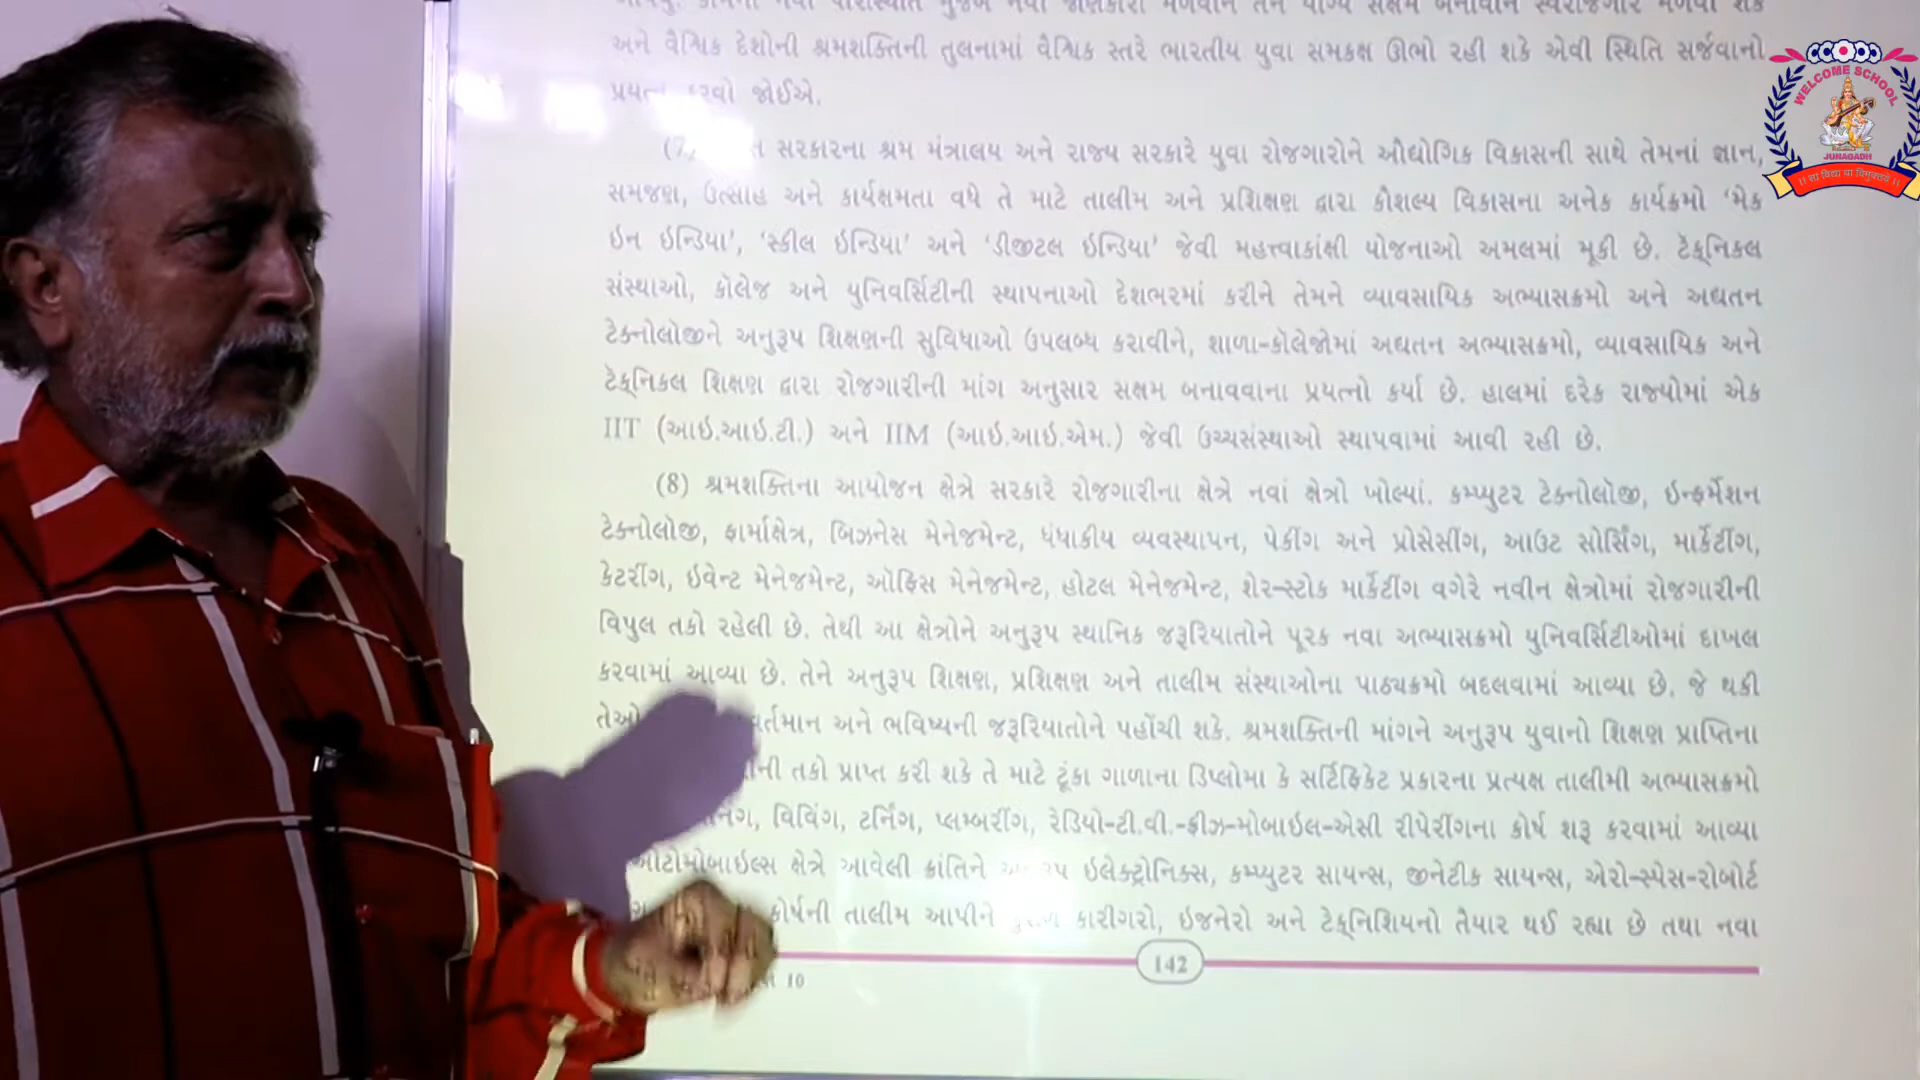 અને વૈશ્વિક દેશોની શ્રમશક્તિની તુલનામાં વૈશ્વિક સ્તરે ભારતીય યુવા સમકક્ષ ઊભો રહી શકે એવી સ્થિતિ સર્જવાનો
જોઈએ.
(7) સરકારના શ્રમ મંત્રાલય અને રાજ્ય સરકારે યુવા રોજગારોને ઔદ્યોગિક વિકાસની સાથે તેમનાં જ્ઞાન,
સમજણ, ઉત્સાહ અને કાર્યક્ષમતા વધે તે માટે તાલીમ અને પ્રશિક્ષણ દ્વારા કૌશલ્ય વિકાસના અનેક કાર્યક્રમો ‘મેક
ઇન ઇન્ડિયા’, ‘સ્કીલ ઇન્ડિયા’ અને ‘ડીજીટલ ઇન્ડિયા’ જેવી મહત્ત્વાકાંક્ષી યોજનાઓ અમલમાં મૂકી છે. ટૅક્નિકલ
સંસ્થાઓ, કૉલેજ અને યુનિવર્સિટીની સ્થાપનાઓ દેશભરમાં કરીને તેમને વ્યાવસાયિક અભ્યાસક્રમો અને અદ્યતન
ટેક્નોલૉજીને અનુરૂપ શિક્ષણની સુવિધાઓ ઉપલબ્ધ કરાવીને, શાળા-કૉલેજોમાં અદ્યતન અભ્યાસક્રમો, વ્યાવસાયિક અને
ટૅક્નિકલ શિક્ષણ દ્વારા રોજગારીની માંગ અનુસાર સક્ષમ બનાવવાના પ્રયત્નો કર્યા છે. હાલમાં દરેક રાજ્યોમાં એક
IIT (આઇ.આઇ.ટી.) અને IIM (આઇ.આઇ.એમ.) જેવી ઉચ્ચસંસ્થાઓ સ્થાપવામાં આવી રહી છે.
(8) શ્રમશક્તિના આયોજન ક્ષેત્રે સરકારે રોજગારીના ક્ષેત્રે નવાં ક્ષેત્રો ખોલ્યાં. કમ્પ્યુટર ટેક્નોલૉજી, ઇન્ફર્મેશન
ટેક્નોલૉજી, ફાર્માક્ષેત્ર, બિઝનેસ મેનેજમેન્ટ, ધંધાકીય વ્યવસ્થાપન, પેકીંગ અને પ્રોસેસીંગ, આઉટ સોર્સિંગ, માર્કેટીંગ,
કેટરીંગ, ઇવેન્ટ મેનેજમેન્ટ, ઑફિસ મેનેજમેન્ટ, હોટલ મેનેજમેન્ટ, શેર-સ્ટોક માર્કેટીંગ વગેરે નવીન ક્ષેત્રોમાં રોજગારીની
વિપુલ તકો રહેલી છે. તેથી આ ક્ષેત્રોને અનુરૂપ સ્થાનિક જરૂરિયાતોને પૂરક નવા અભ્યાસક્રમો યુનિવર્સિટીઓમાં દાખલ
કરવામાં આવ્યા છે. તેને અનુરૂપ શિક્ષણ, પ્રશિક્ષણ અને તાલીમ સંસ્થાઓના પાઠ્યક્રમો બદલવામાં આવ્યા છે. જે થકી
વર્તમાન અને ભવિષ્યની જરૂરિયાતોને પહોંચી શકે. શ્રમશક્તિની માંગને અનુરૂપ યુવાનો શિક્ષણ પ્રાપ્તિના
તકો પ્રાપ્ત કરી શકે તે માટે ટૂંકા ગાળાના ડિપ્લોમા કે સર્ટિફિકેટ પ્રકારના પ્રત્યક્ષ તાલીમી અભ્યાસક્રમો
વિવિંગ, ટર્નિંગ, પ્લમ્બરીંગ, રેડિયો-ટી.વી.-ફ્રીઝ-મોબાઇલ-એસી રીપેરીંગના કોર્ષ શરૂ કરવામાં આવ્યા
ઑટોમોબાઇલ્સ ક્ષેત્રે આવેલી ક્રાંતિને ઇલેક્ટ્રોનિક્સ, કમ્પ્યુટર સાયન્સ, જીનેટીક સાયન્સ, એરો-સ્પેસ-રોબોર્ટ
કોર્ષની તાલીમ આપીને કારીગરો, ઇજનેરો અને ટૅક્નિશિયનો તૈયાર થઈ રહ્યા છે તથા નવા
142
10
WELCOME SCHOOL
JUNAGADH
।। सा विद्या या विमुक्तये ।।